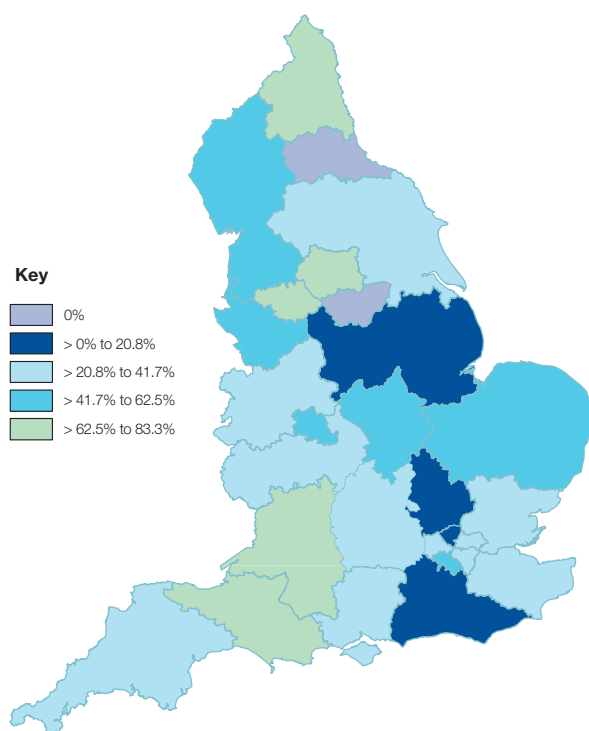 Key
0%
> 0% to 20.8%
> 20.8% to 41.7%
> 41.7% to 62.5%
> 62.5% to 83.3%